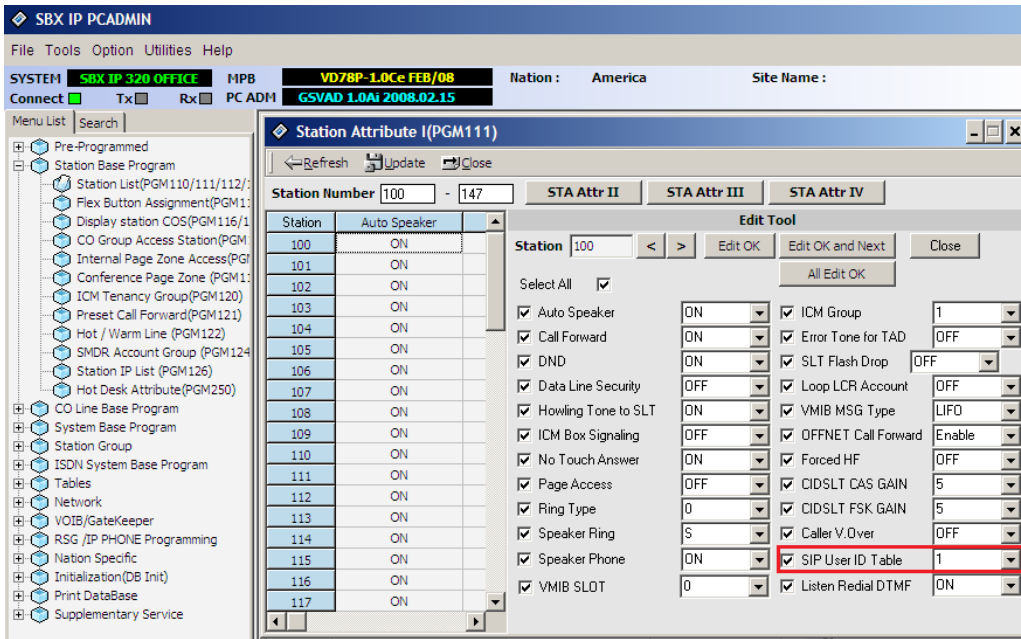 SBX IP PCADMIN
File Tools Option Utilities Help
SYSTEM SBX IP 320 OFFICE MPB VD78P-1.0Ce FEB/08 Nation : America Site Name :
Connect Tx Rx PC ADM GSVAD 1.0Ai 2008.02.15
Menu List Search
Pre-Programmed
Station Base Program
Station List(PGM110/111/112/
Flex Button Assignment(PGM11
Display station COS(PGM116/1
CO Group Access Station(PGM
Internal Page Zone Access(PG
Conference Page Zone (PGM11
ICM Tenancy Group(PGM120)
Preset Call Forward(PGM121)
Hot / Warm Line (PGM122)
SMDR Account Group (PGM124
Station IP List (PGM126)
Hot Desk Attribute(PGM250)
CO Line Base Program
System Base Program
Station Group
ISDN System Base Program
Tables
Network
VOIB/GateKeeper
RSG /IP PHONE Programming
Nation Specific
Initialization(DB Init)
Print DataBase
Supplementary Service
Station Attribute I(PGM111)
Refresh Update Close
Station Number 100 - 147 STA Attr II STA Attr III STA Attr IV
Station Auto Speaker
100 ON
101 ON
102 ON
103 ON
104 ON
105 ON
106 ON
107 ON
108 ON
109 ON
110 ON
111 ON
112 ON
113 ON
114 ON
115 ON
116 ON
117 ON
Edit Tool
Station 100 < > Edit OK Edit OK and Next Close
All Edit OK
Select All
Auto Speaker ON
Call Forward ON
DND ON
Data Line Security OFF
Howling Tone to SLT ON
ICM Box Signaling OFF
No Touch Answer ON
Page Access OFF
Ring Type 0
Speaker Ring S
Speaker Phone ON
VMIB SLOT 0
ICM Group 1
Error Tone for TAD OFF
SLT Flash Drop OFF
Loop LCR Account OFF
VMIB MSG Type LIFO
OFFNET Call Forward Enable
Forced HF OFF
CIDSLT CAS GAIN 5
CIDSLT FSK GAIN 5
Caller V.Over OFF
SIP User ID Table 1
Listen Redial DTMF ON